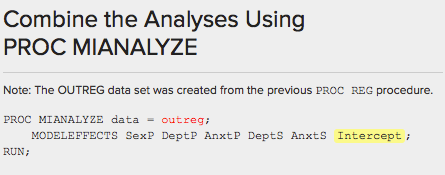 Combine the Analyses Using
PROC MIANALYZE
Note: The OUTREG data set was created from the previous PROC REG procedure.
PROC MIANALYZE data = outreg;
MODELEFFECTS SexP DeptP AnxtP DeptS AnxtS Intercept;
RUN;